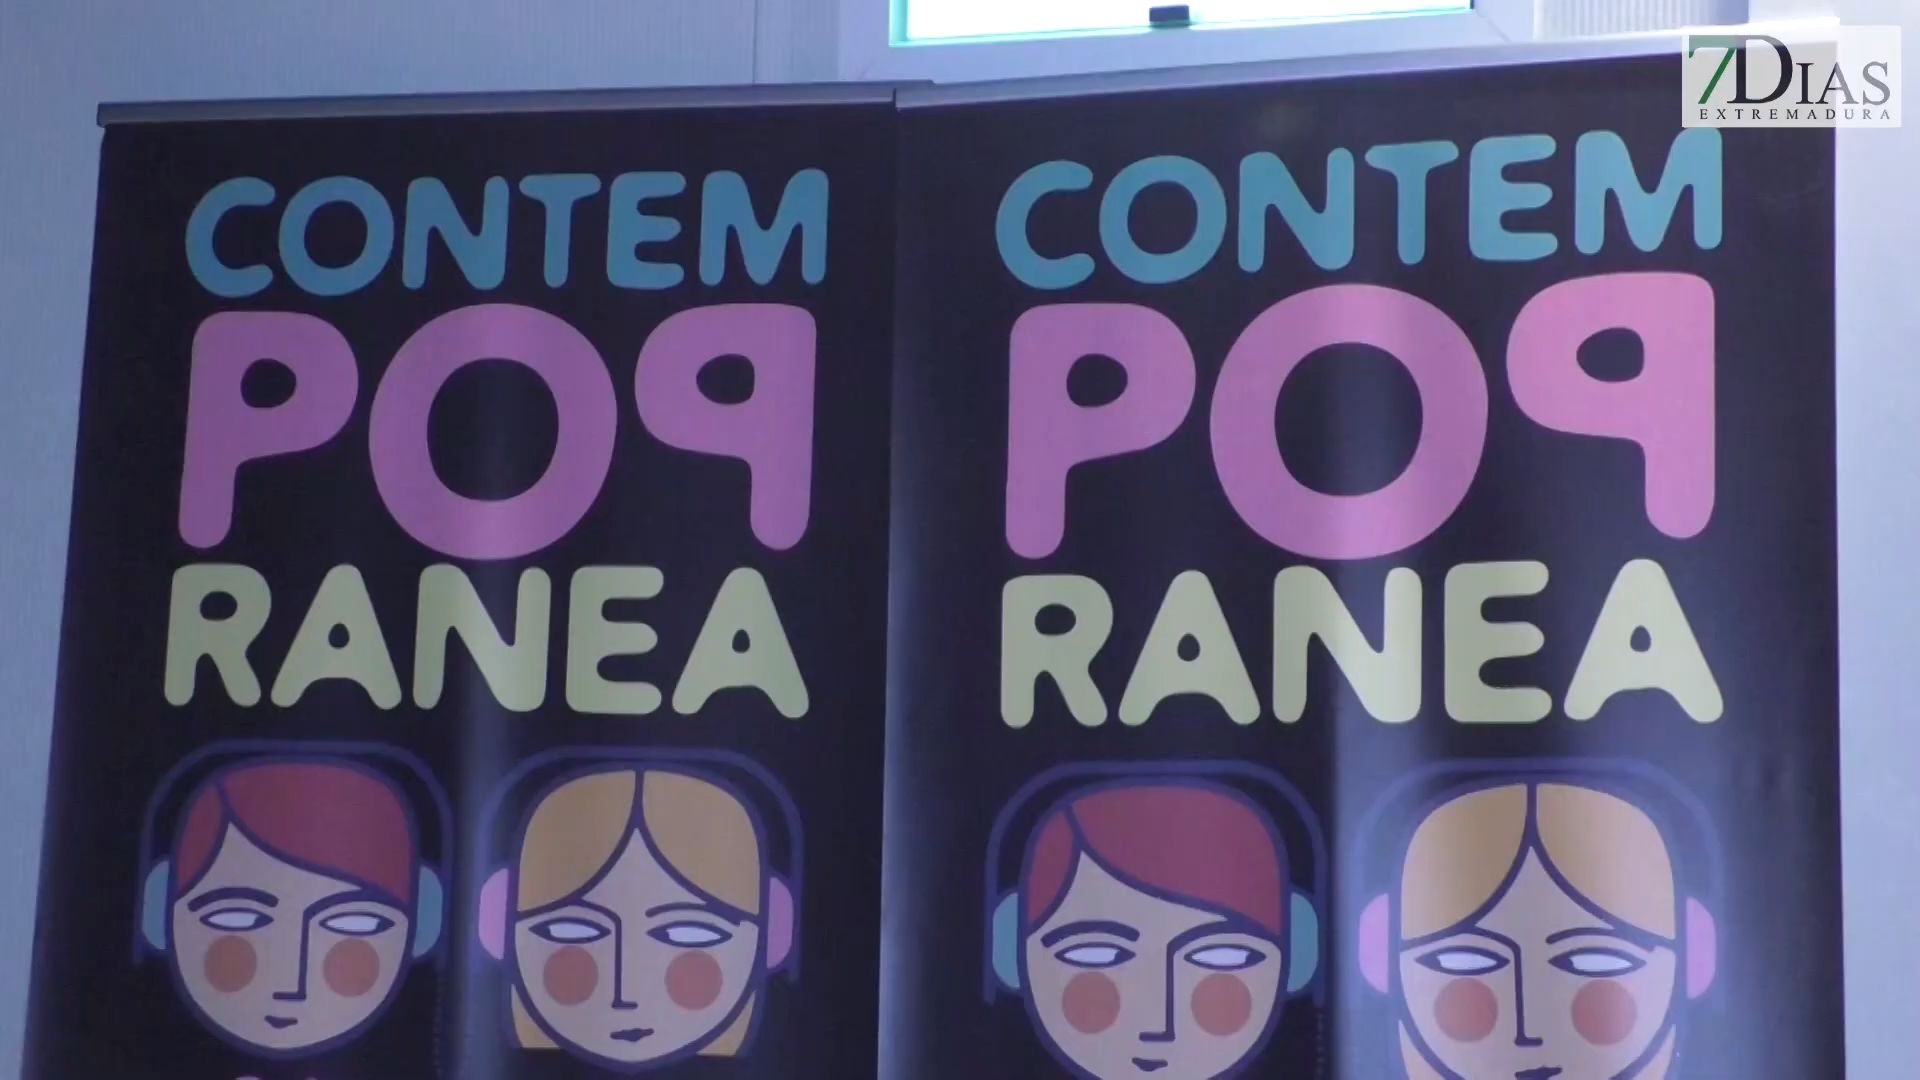 7DIAS
EXTREMADURA
CONTEM
POP
RANEA
CONTEM
POP
RANEA